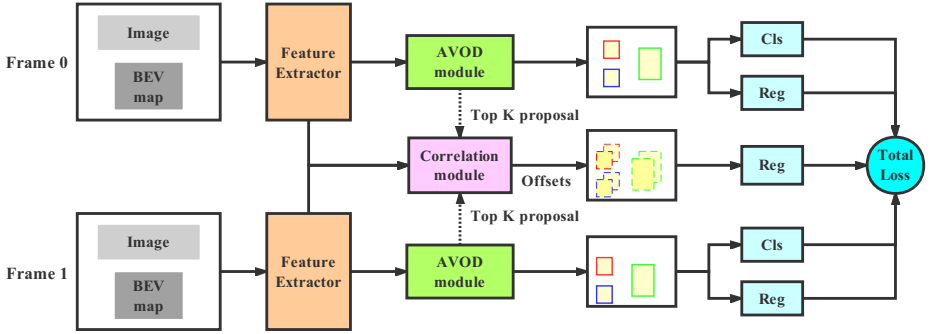 Image
Frame 0
BEV
map
Feature
Extractor
AVOD
module
Cls
Reg
Top K proposal
Correlation
module
Offsets
Reg
Total
Loss
Top K proposal
Image
Frame 1
BEV
map
Feature
Extractor
AVOD
module
Cls
Reg